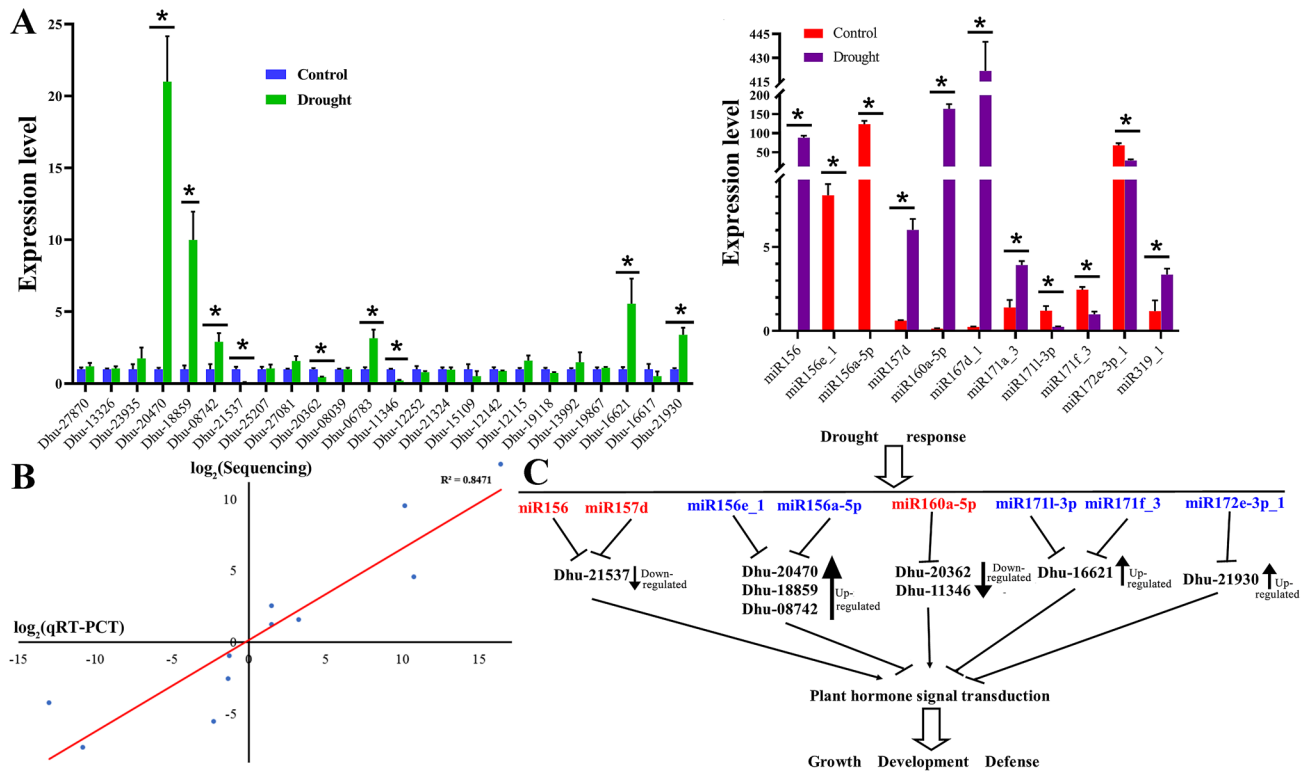 A
Expression level
25
20
15
10
5
0
Control
Drought
*
*
*
*
*
*
*
*
*
Dhu-27870
Dhu-13326
Dhu-23935
Dhu-20470
Dhu-18859
Dhu-08742
Dhu-21537
Dhu-25207
Dhu-27081
Dhu-20362
Dhu-08039
Dhu-06783
Dhu-11346
Dhu-12252
Dhu-21324
Dhu-15109
Dhu-12142
Dhu-12115
Dhu-19118
Dhu-13992
Dhu-19867
Dhu-16621
Dhu-16617
Dhu-21930
Expression level
445
430
415
200
150
100
50
5
0
Control
Drought
*
*
*
*
*
*
*
*
*
*
*
miR156
miR156e_1
miR156a-5p
miR157d
miR160a-5p
miR167d_1
miR171a_3
miR171l-3p
miR171f_3
miR172e-3p_1
miR319_1
B
log2(Sequencing)
R² = 0.8471
10
5
0
-5
log2(qRT-PCT)
-15 -10 -5 0 5 10 15
C
Drought response
miR156 miR157d miR156e_1 miR156a-5p miR160a-5p miR171l-3p miR171f_3 miR172e-3p_1
Dhu-21537 Down-regulated
Dhu-20470
Dhu-18859
Dhu-08742
Up-regulated
Dhu-20362
Dhu-11346
Down-regulated
Dhu-16621 Up-regulated
Dhu-21930 Up-regulated
Plant hormone signal transduction
Growth Development Defense